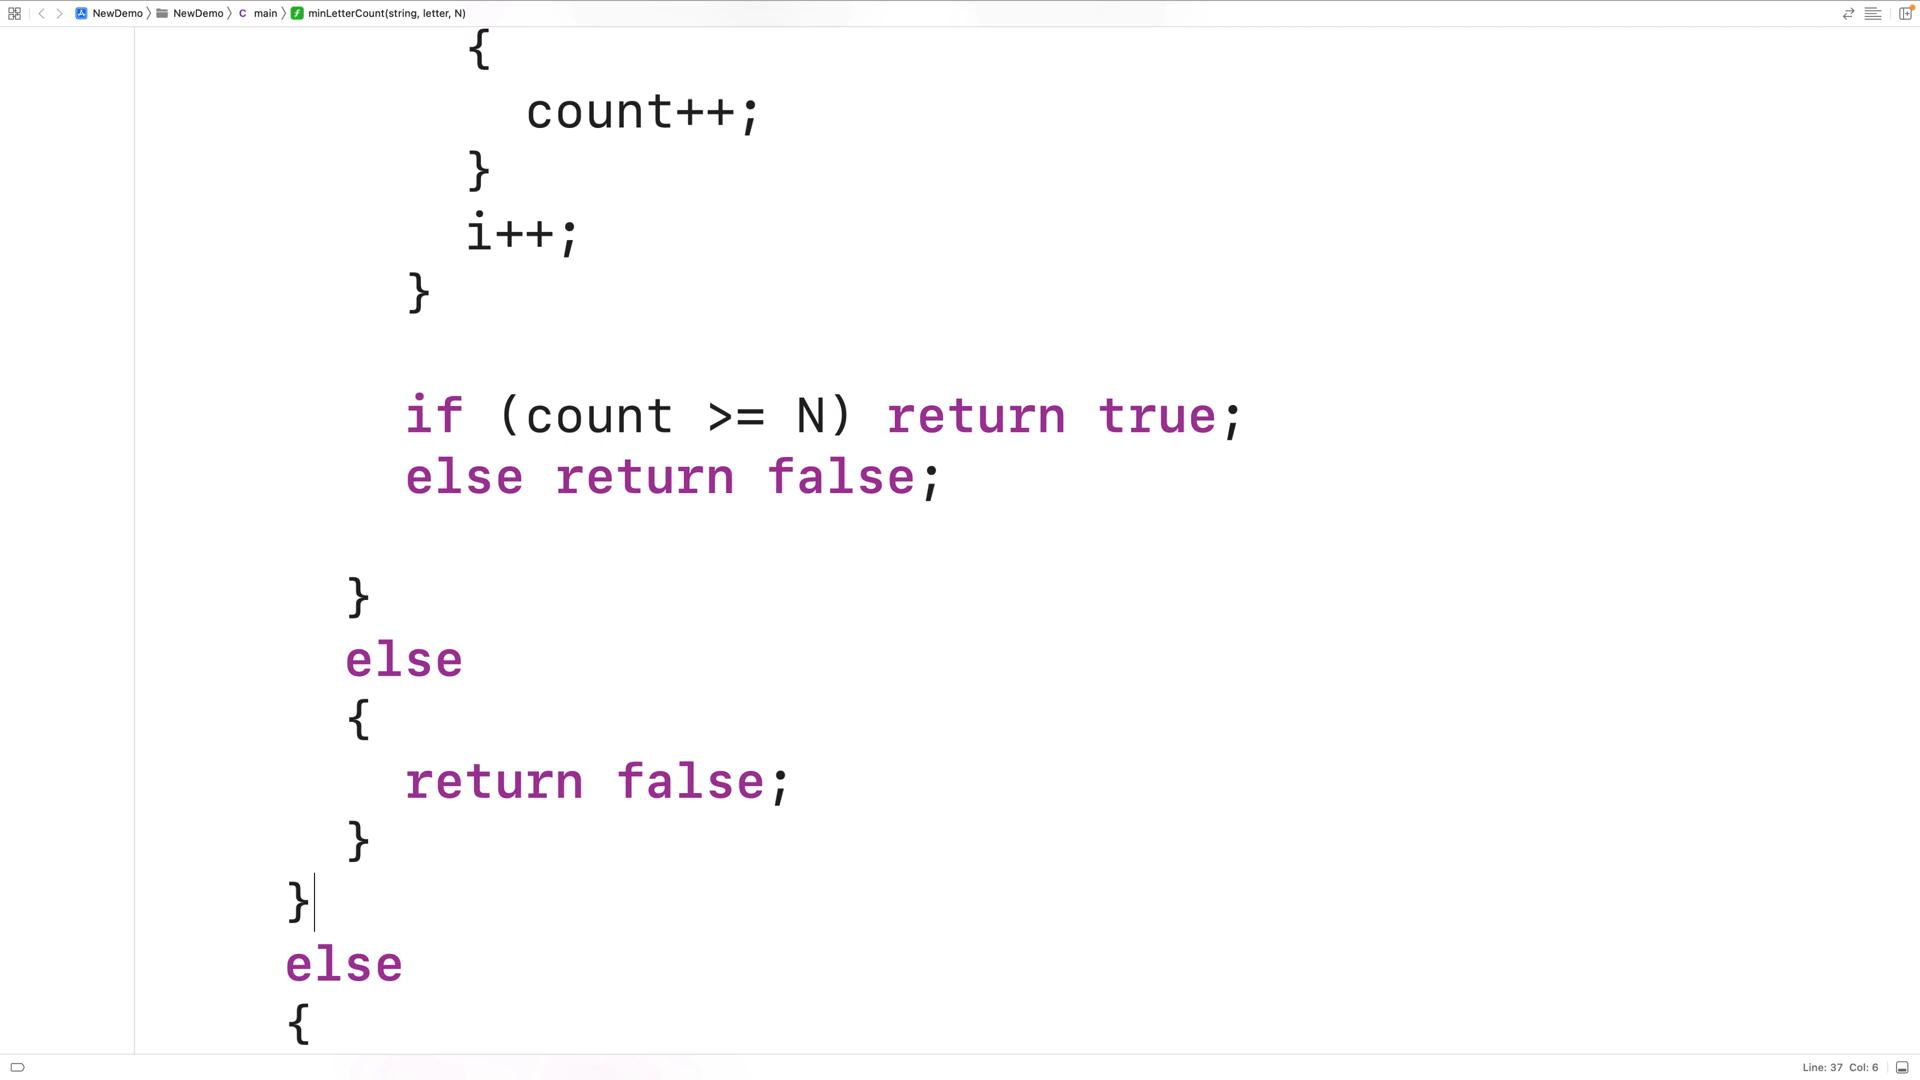 NewDemo 〉 NewDemo 〉 C main 〉 f minLetterCount(string, letter, N)
{
count++;
}
i++;
}
if (count >= N) return true;
else return false;
}
else
{
return false;
}
}
else
{
Line: 37 Col: 6